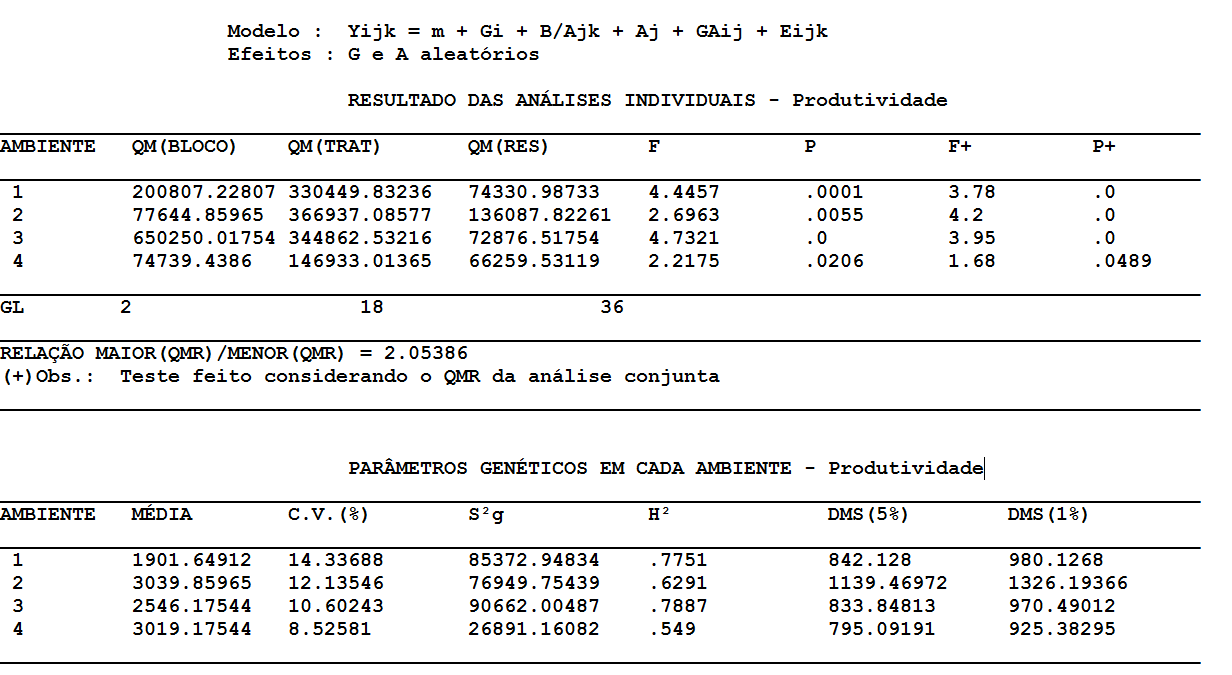 Modelo : Yijk = m + Gi + B/Ajk + Aj + GAij + Eijk
Efeitos : G e A aleatórios
RESULTADO DAS ANÁLISES INDIVIDUAIS - Produtividade
AMBIENTE QM(BLOCO) QM(TRAT) QM(RES) F P F+ P+
1 200807.22807 330449.83236 74330.98733 4.4457 .0001 3.78 .0
2 77644.85965 366937.08577 136087.82261 2.6963 .0055 4.2 .0
3 650250.01754 344862.53216 72876.51754 4.7321 .0 3.95 .0
4 74739.4386 146933.01365 66259.53119 2.2175 .0206 1.68 .0489
GL 2 18 36
RELAÇÃO MAIOR(QMR)/MENOR(QMR) = 2.05386
(+)Obs.: Teste feito considerando o QMR da análise conjunta
PARÂMETROS GENÉTICOS EM CADA AMBIENTE - Produtividade
AMBIENTE MÉDIA C.V.(%) S²g H² DMS(5%) DMS(1%)
1 1901.64912 14.33688 85372.94834 .7751 842.128 980.1268
2 3039.85965 12.13546 76949.75439 .6291 1139.46972 1326.19366
3 2546.17544 10.60243 90662.00487 .7887 833.84813 970.49012
4 3019.17544 8.52581 26891.16082 .549 795.09191 925.38295